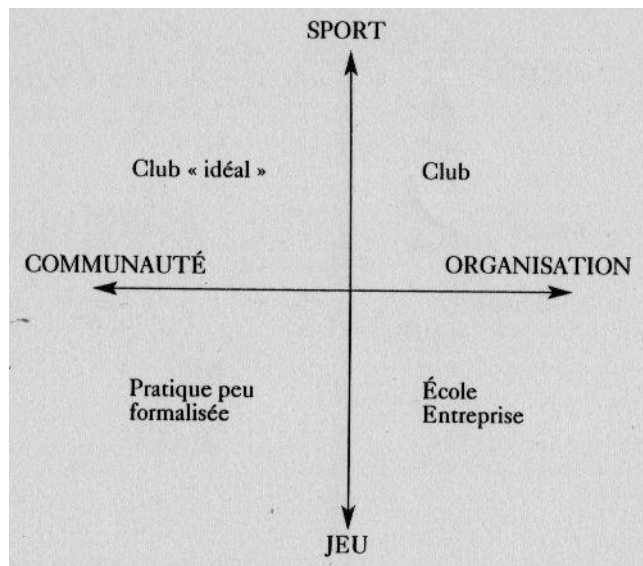 SPORT
Club « idéal »
Club
COMMUNAUTÉ
ORGANISATION
Pratique peu
formalisée
École
Entreprise
JEU